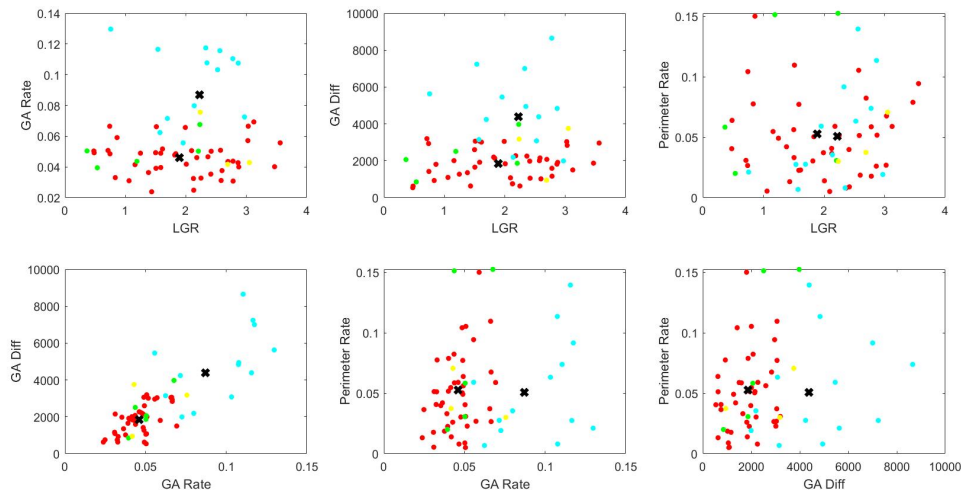 0.14
0.12
0.1
0.08
0.06
0.04
0.02
GA Rate
0 1 2 3 4
LGR
10000
8000
6000
4000
2000
0
GA Diff
0 1 2 3 4
LGR
0.15
0.1
0.05
0
Perimeter Rate
0 1 2 3 4
LGR
10000
8000
6000
4000
2000
0
GA Diff
0 0.05 0.1 0.15
GA Rate
0.15
0.1
0.05
0
Perimeter Rate
0 0.05 0.1 0.15
GA Rate
0.15
0.1
0.05
0
Perimeter Rate
0 2000 4000 6000 8000 10000
GA Diff